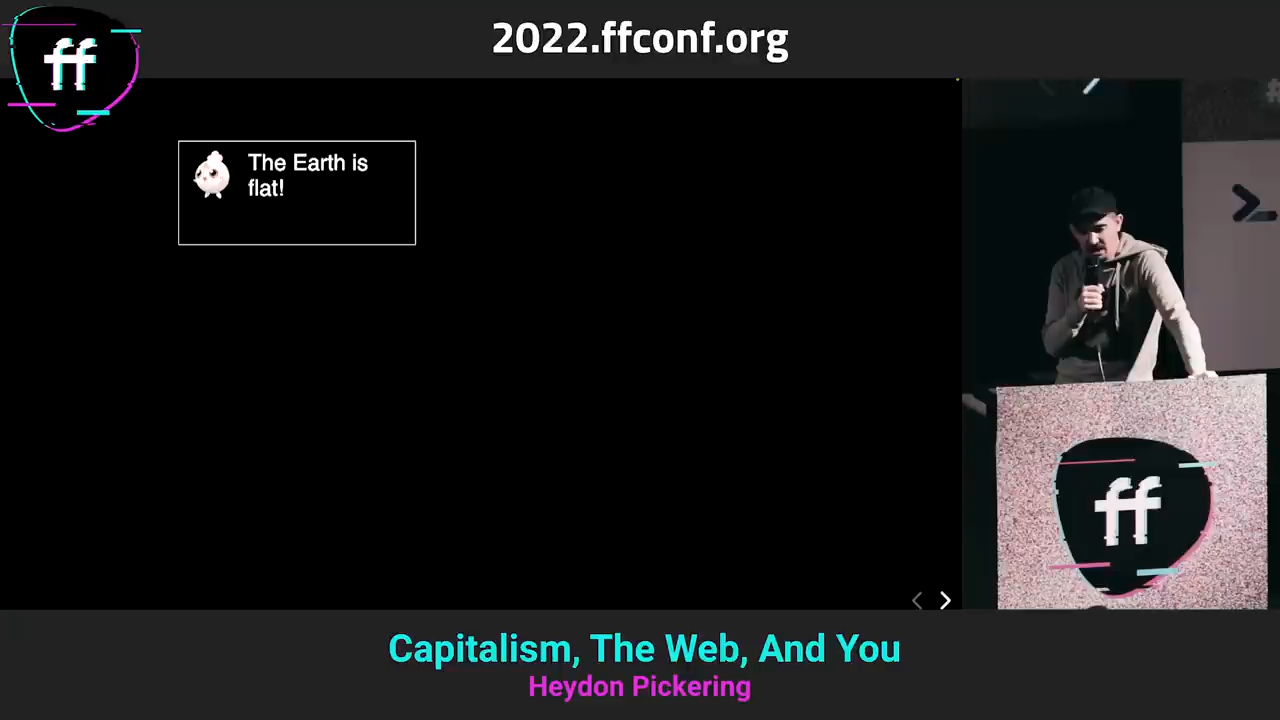 2022.ffconf.org
ff
The Earth is
flat!
ff
Capitalism, The Web, And You
Heydon Pickering